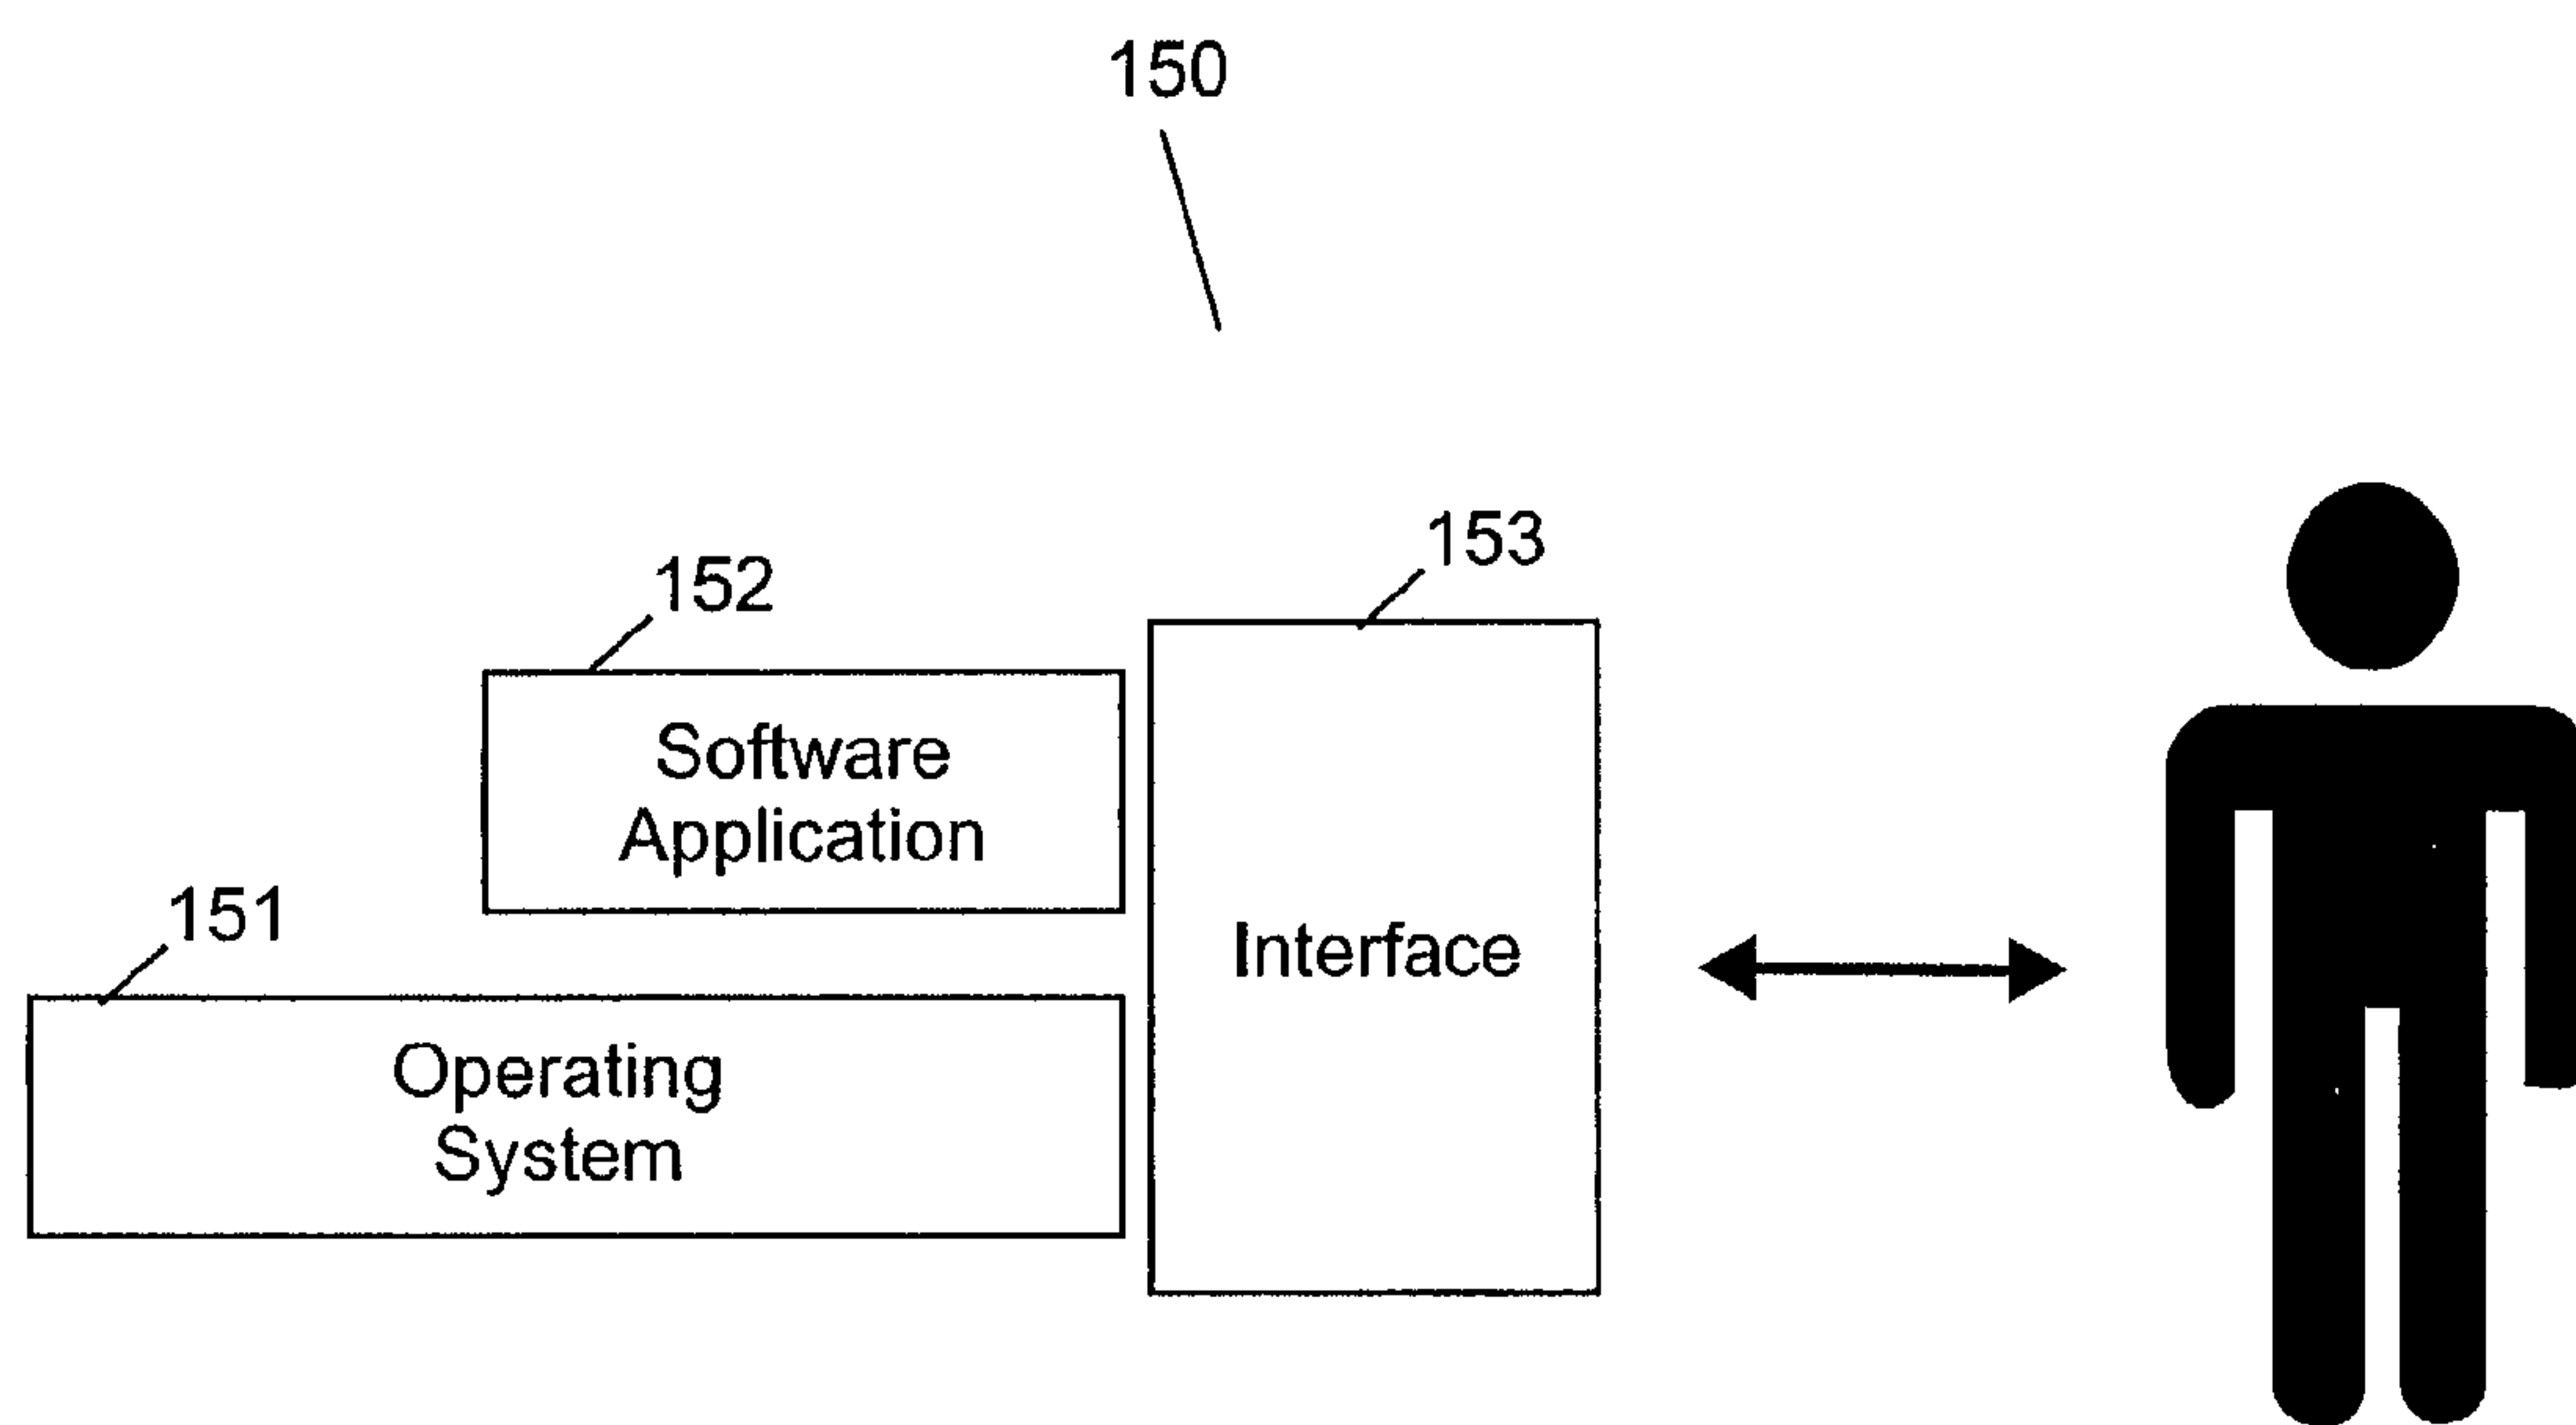 150
153
152
Software
Application
Interface
151
Operating
System